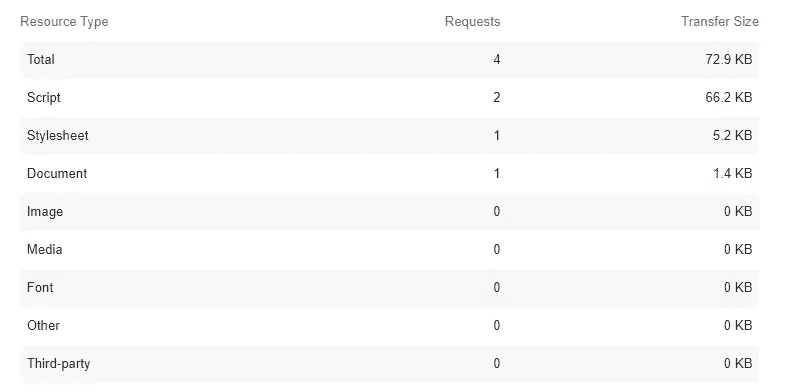 Resource Type Requests Transfer Size
Total 4 72.9 KB
Script 2 66.2 KB
Stylesheet 1 5.2 KB
Document 1 1.4 KB
Image 0 0 KB
Media 0 0 KB
Font 0 0 KB
Other 0 0 KB
Third-party 0 0 KB